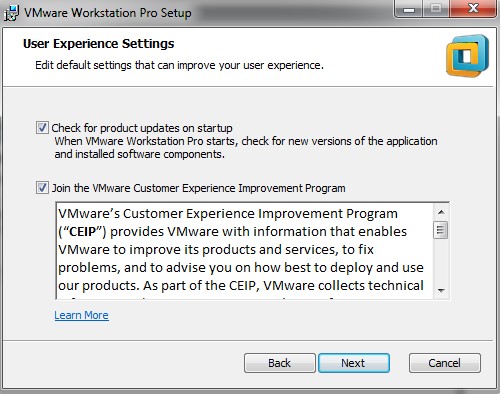 VMware Workstation Pro Setup
User Experience Settings
Edit default settings that can improve your user experience.
Check for product updates on startup
When VMware Workstation Pro starts, check for new versions of the application
and installed software components.
Join the VMware Customer Experience Improvement Program
VMware's Customer Experience Improvement Program
("CEIP") provides VMware with information that enables
VMware to improve its products and services, to fix
problems, and to advise you on how best to deploy and use
our products. As part of the CEIP, VMware collects technical
Learn More
Back
Next
Cancel